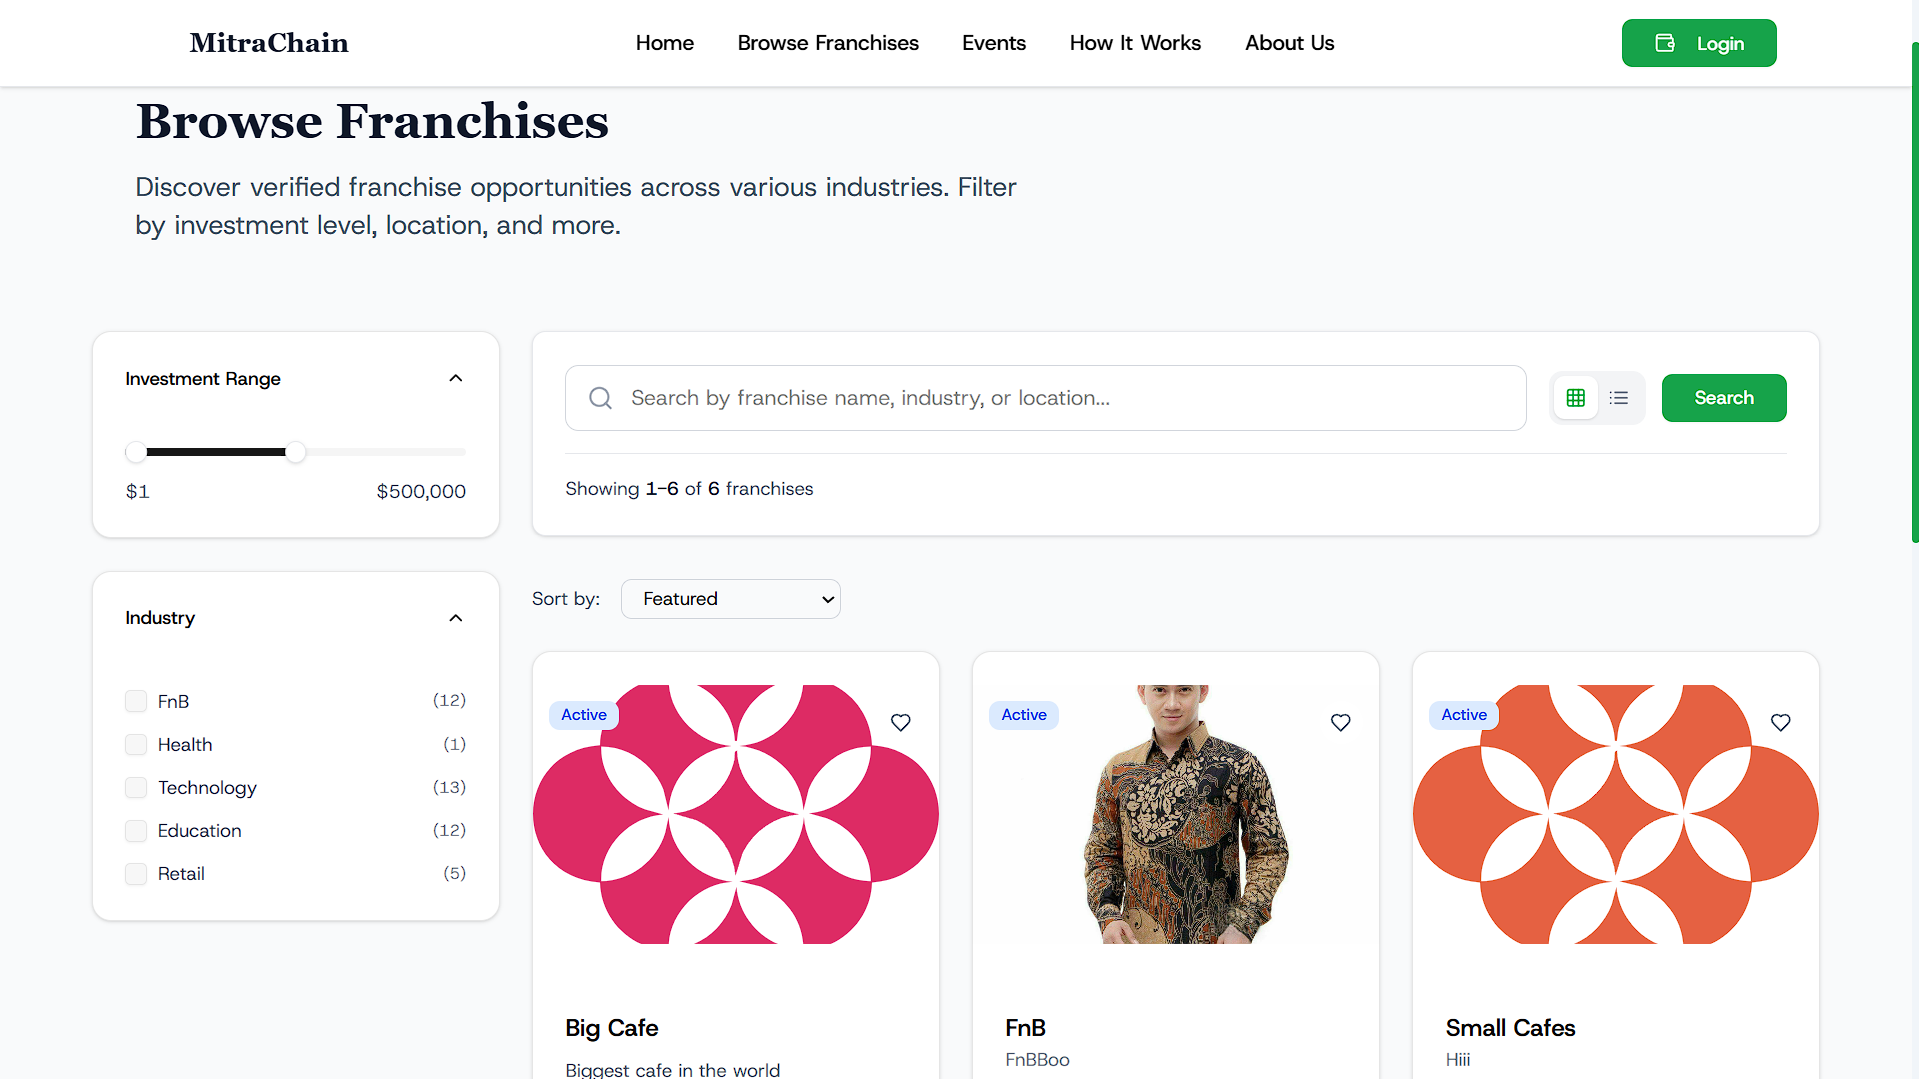 MitraChain
Home
Browse Franchises
Events
How It Works
About Us
Login
Browse Franchises
Discover verified franchise opportunities across various industries. Filter
by investment level, location, and more.
Investment Range
$1
$500,000
Search by franchise name, industry, or location...
Search
Showing 1-6 of 6 franchises
Industry
FnB (12)
Health (1)
Technology (13)
Education (12)
Retail (5)
Sort by: Featured
Active
Big Cafe
Biggest cafe in the world
Active
FnB
FnBBoo
Active
Small Cafes
Hiii